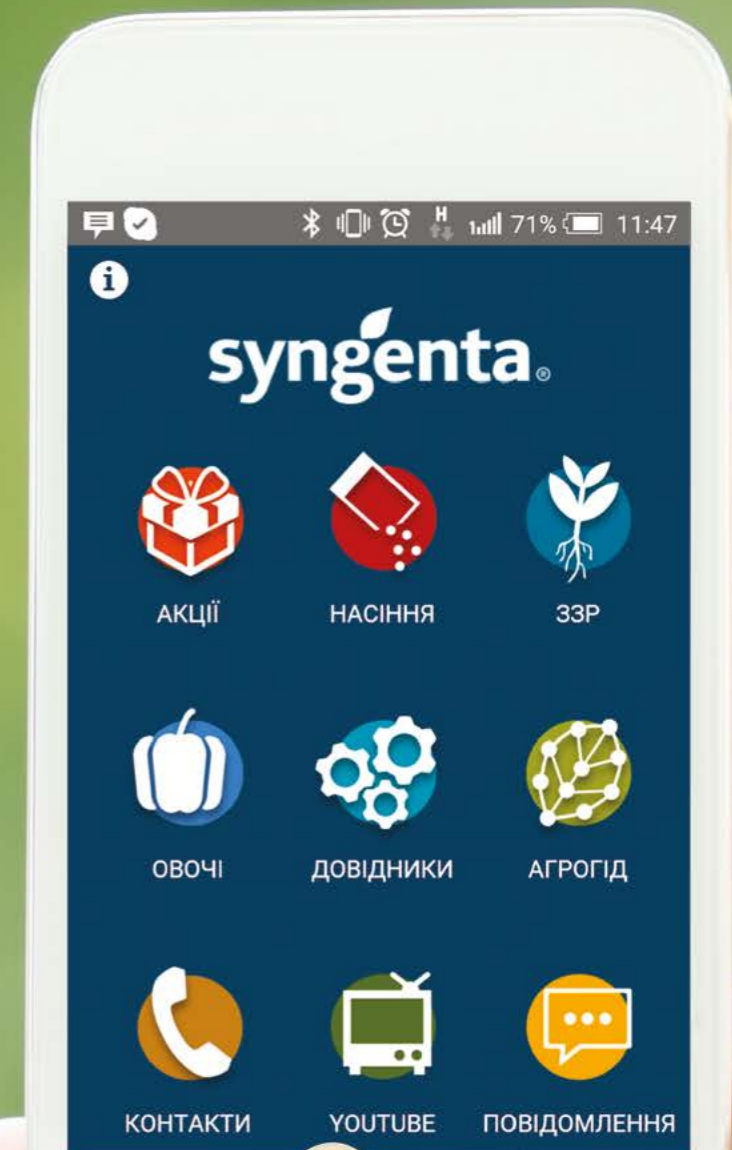 H 71% 11:47
i
syngenta®
АКЦІЇ НАСІННЯ ЗЗР
ОВОЧІ ДОВІДНИКИ АГРОГІД
КОНТАКТИ YOUTUBE ПОВІДОМЛЕННЯ